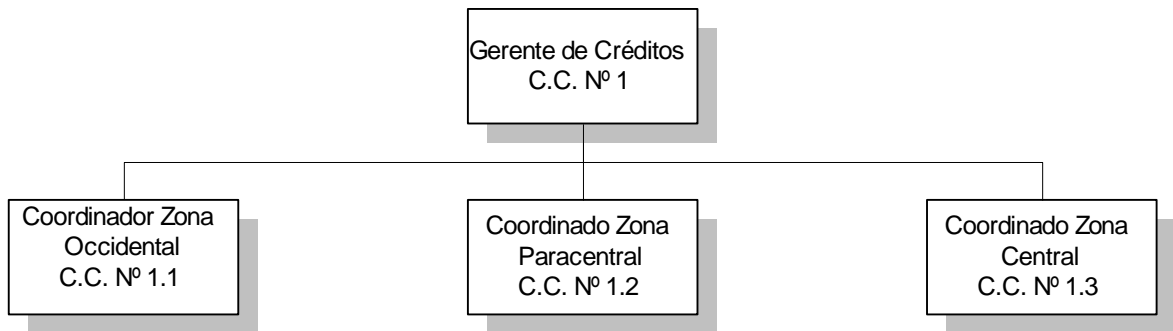 Gerente de Créditos
C.C. Nº 1
Coordinador Zona
Occidental
C.C. Nº 1.1
Coordinado Zona
Paracentral
C.C. Nº 1.2
Coordinado Zona
Central
C.C. Nº 1.3